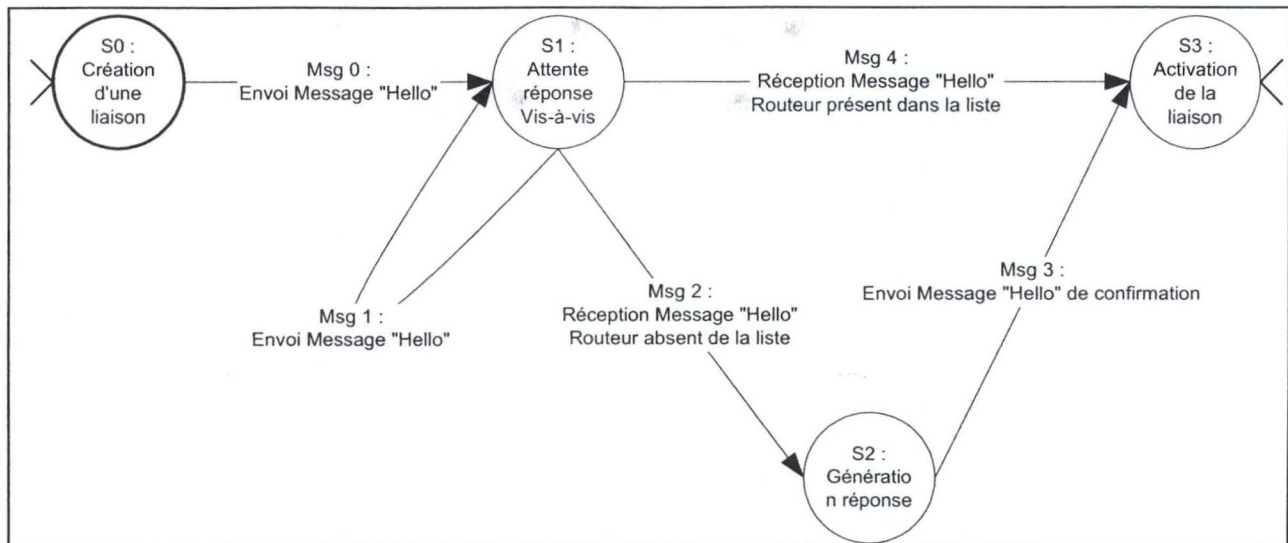 S0 :
Création
d'une
liaison
Msg 0 :
Envoi Message "Hello"
S1 :
Attente
réponse
Vis-à-vis
Msg 4 :
Réception Message "Hello"
Routeur présent dans la liste
S3 :
Activation
de la
liaison
Msg 1 :
Envoi Message "Hello"
Msg 2 :
Réception Message "Hello"
Routeur absent de la liste
Msg 3 :
Envoi Message "Hello" de confirmation
S2 :
Génératio
n réponse